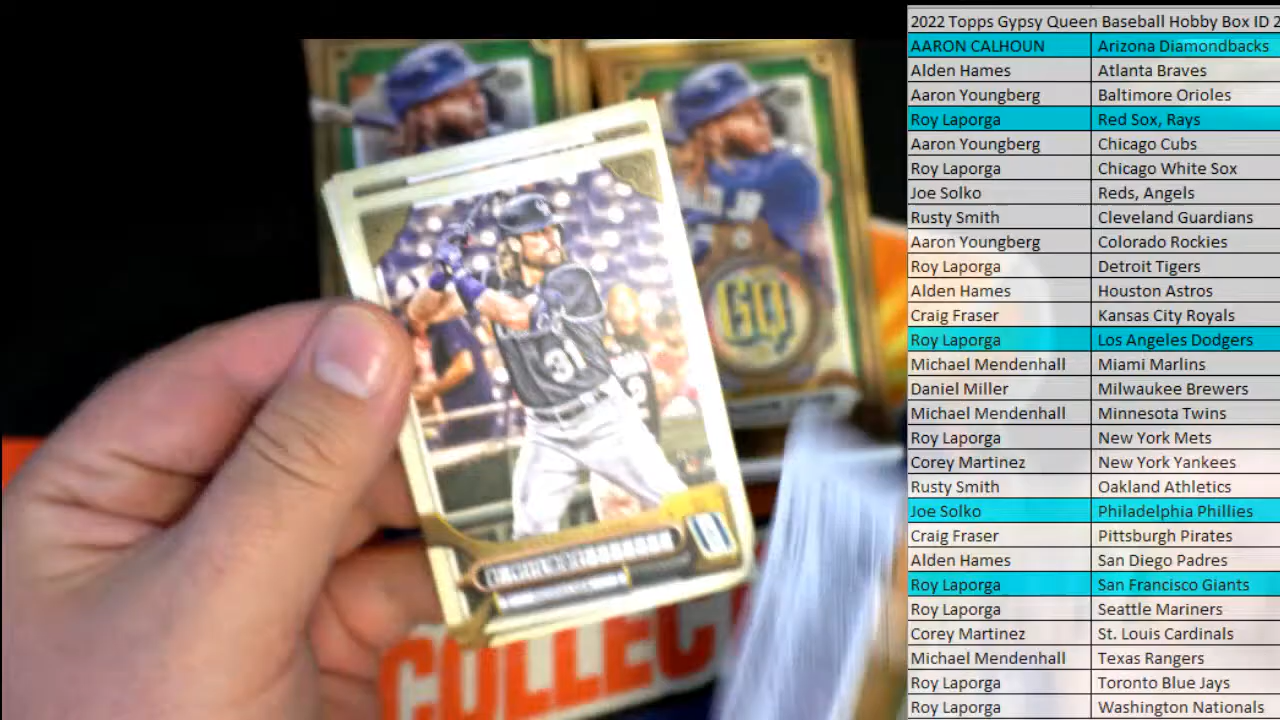 2022 Topps Gypsy Queen Baseball Hobby Box ID 2
AARON CALHOUN Arizona Diamondbacks
Alden Hames Atlanta Braves
Aaron Youngberg Baltimore Orioles
Roy Laporga Red Sox, Rays
Aaron Youngberg Chicago Cubs
Roy Laporga Chicago White Sox
Joe Solko Reds, Angels
Rusty Smith Cleveland Guardians
Aaron Youngberg Colorado Rockies
Roy Laporga Detroit Tigers
Alden Hames Houston Astros
Craig Fraser Kansas City Royals
Roy Laporga Los Angeles Dodgers
Michael Mendenhall Miami Marlins
Daniel Miller Milwaukee Brewers
Michael Mendenhall Minnesota Twins
Roy Laporga New York Mets
Corey Martinez New York Yankees
Rusty Smith Oakland Athletics
Joe Solko Philadelphia Phillies
Craig Fraser Pittsburgh Pirates
Alden Hames San Diego Padres
Roy Laporga San Francisco Giants
Roy Laporga Seattle Mariners
Corey Martinez St. Louis Cardinals
Michael Mendenhall Texas Rangers
Roy Laporga Toronto Blue Jays
Roy Laporga Washington Nationals
GQ
31
COLLECT